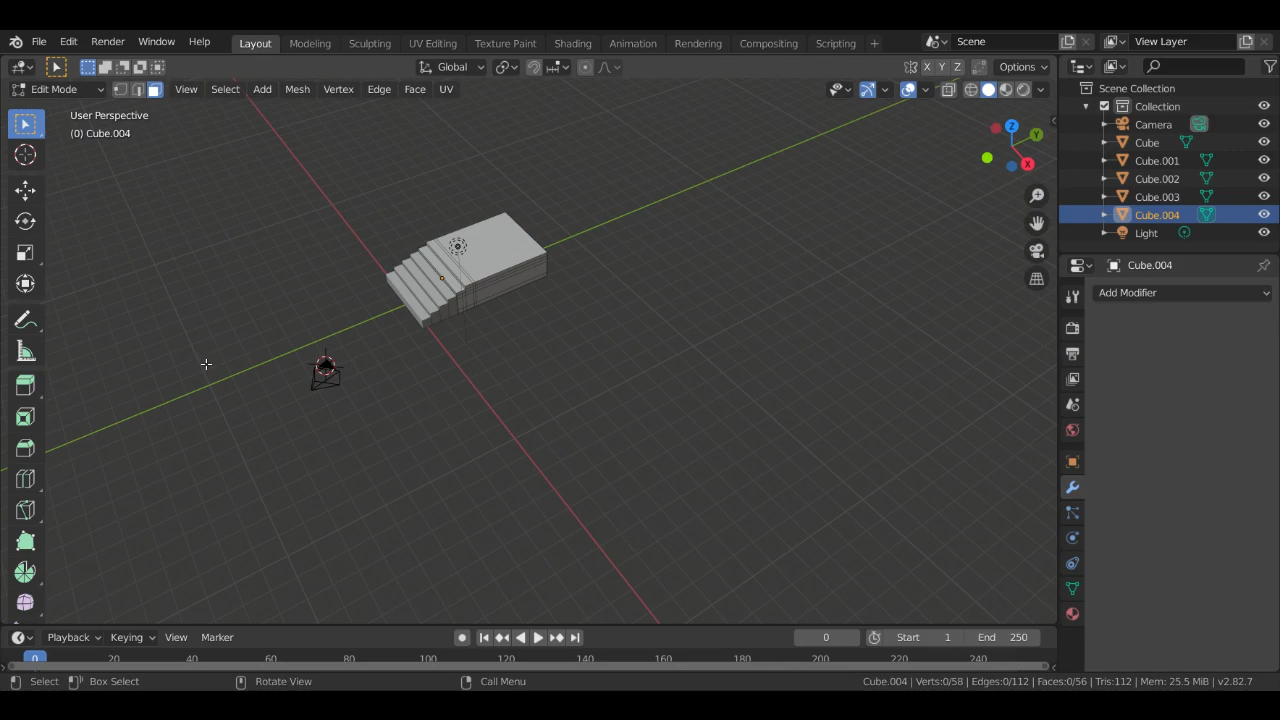 File Edit Render Window Help Layout Modeling Sculpting UV Editing Texture Paint Shading Animation Rendering Compositing Scripting + Scene View Layer
Global X Y Z Options
Edit Mode View Select Add Mesh Vertex Edge Face UV
User Perspective
(0) Cube.004
Z
Y
X
Scene Collection
Collection
Camera
Cube
Cube.001
Cube.002
Cube.003
Cube.004
Light
Cube.004
Add Modifier
Playback Keying View Marker 0 Start 1 End 250
0 20 40 60 80 100 120 140 160 180 200 220 240
Select Box Select Rotate View Call Menu Cube.004 | Verts:0/58 | Edges:0/112 | Faces:0/56 | Tris:112 | Mem: 25.5 MiB | v2.82.7